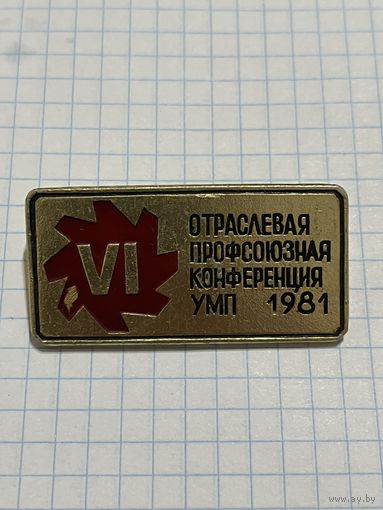 VI
ОТРАСЛЕВАЯ
ПРОФСОЮЗНАЯ
КОНФЕРЕНЦИЯ
УМП 1981
www.ay.by